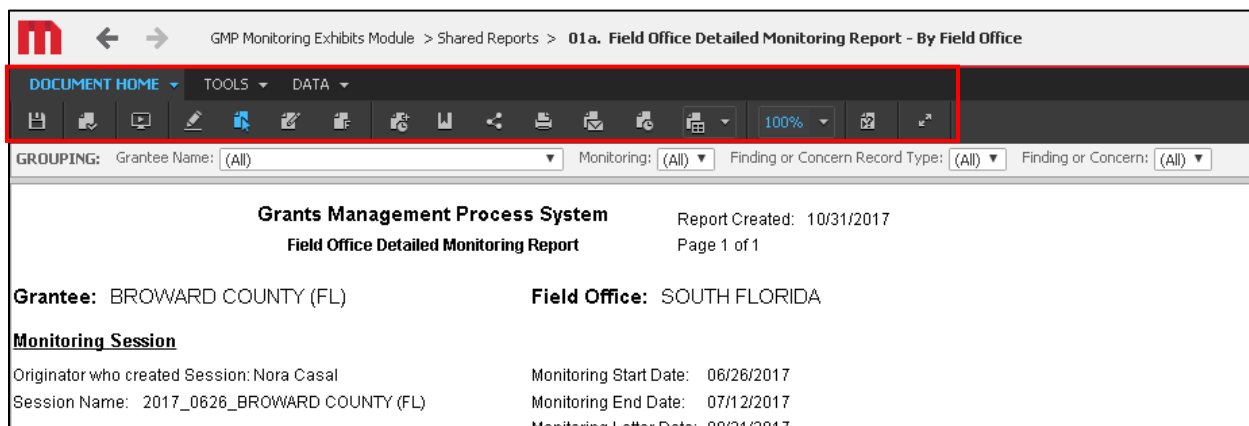 GMP Monitoring Exhibits Module > Shared Reports > 01a. Field Office Detailed Monitoring Report - By Field Office
DOCUMENT HOME TOOLS DATA
100%
GROUPING: Grantee Name: (All) Monitoring: (All) Finding or Concern Record Type: (All) Finding or Concern: (All)
Grants Management Process System Report Created: 10/31/2017
Field Office Detailed Monitoring Report Page 1 of 1
Grantee: BROWARD COUNTY (FL) Field Office: SOUTH FLORIDA
Monitoring Session
Originator who created Session: Nora Casal Monitoring Start Date: 06/26/2017
Session Name: 2017_0626_BROWARD COUNTY (FL) Monitoring End Date: 07/12/2017
Monitoring Letter Date: